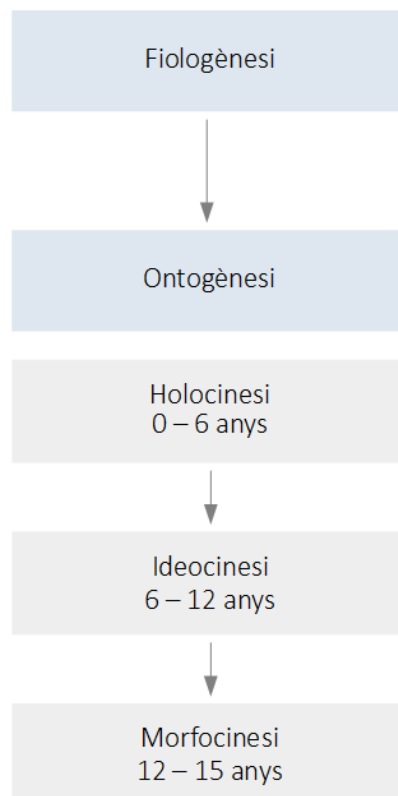 Fiologènesi
Ontogènesi
Holocinesi
0 – 6 anys
Ideocinesi
6 – 12 anys
Morfocinesi
12 – 15 anys